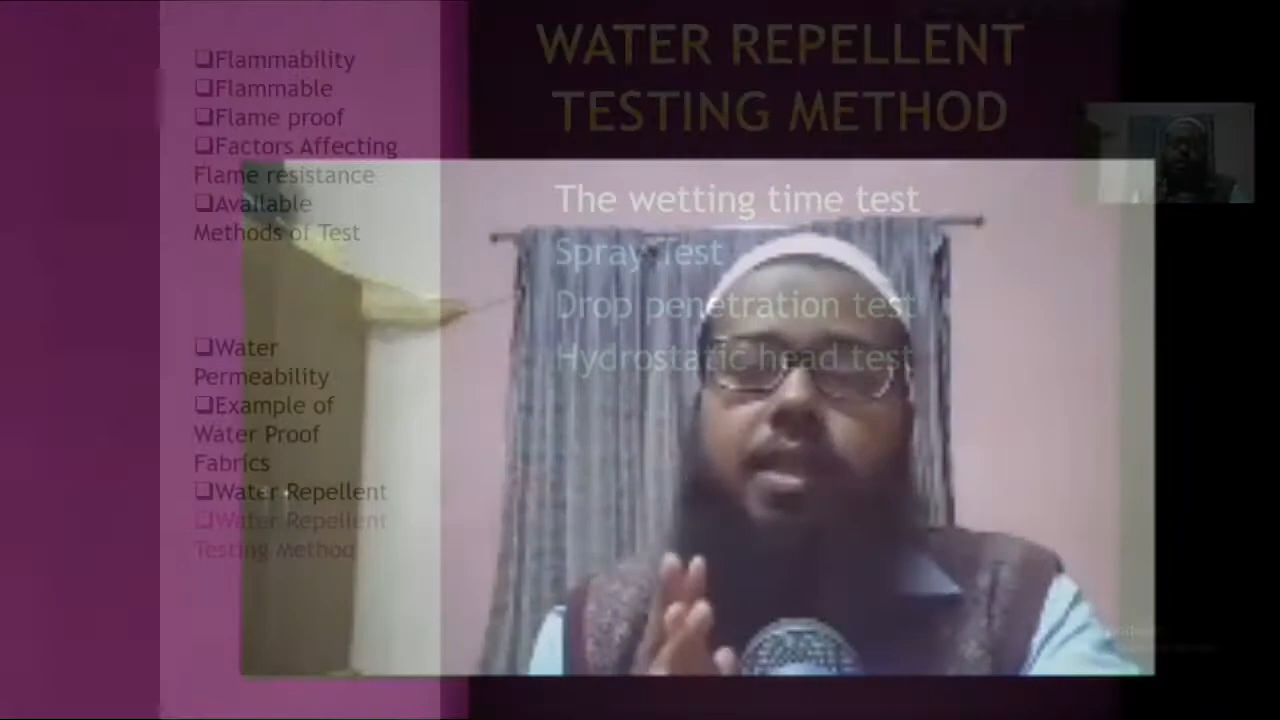 ❑Flammability
❑Flammable
❑Flame proof
❑Factors Affecting
Flame resistance
❑Available
Methods of Test
❑Water
Permeability
❑Example of
Water Proof
Fabrics
❑Water Repellent
❑Water Repellent
Testing Method
WATER REPELLENT
TESTING METHOD
The wetting time test
Spray Test
Drop penetration test
Hydrostatic head test